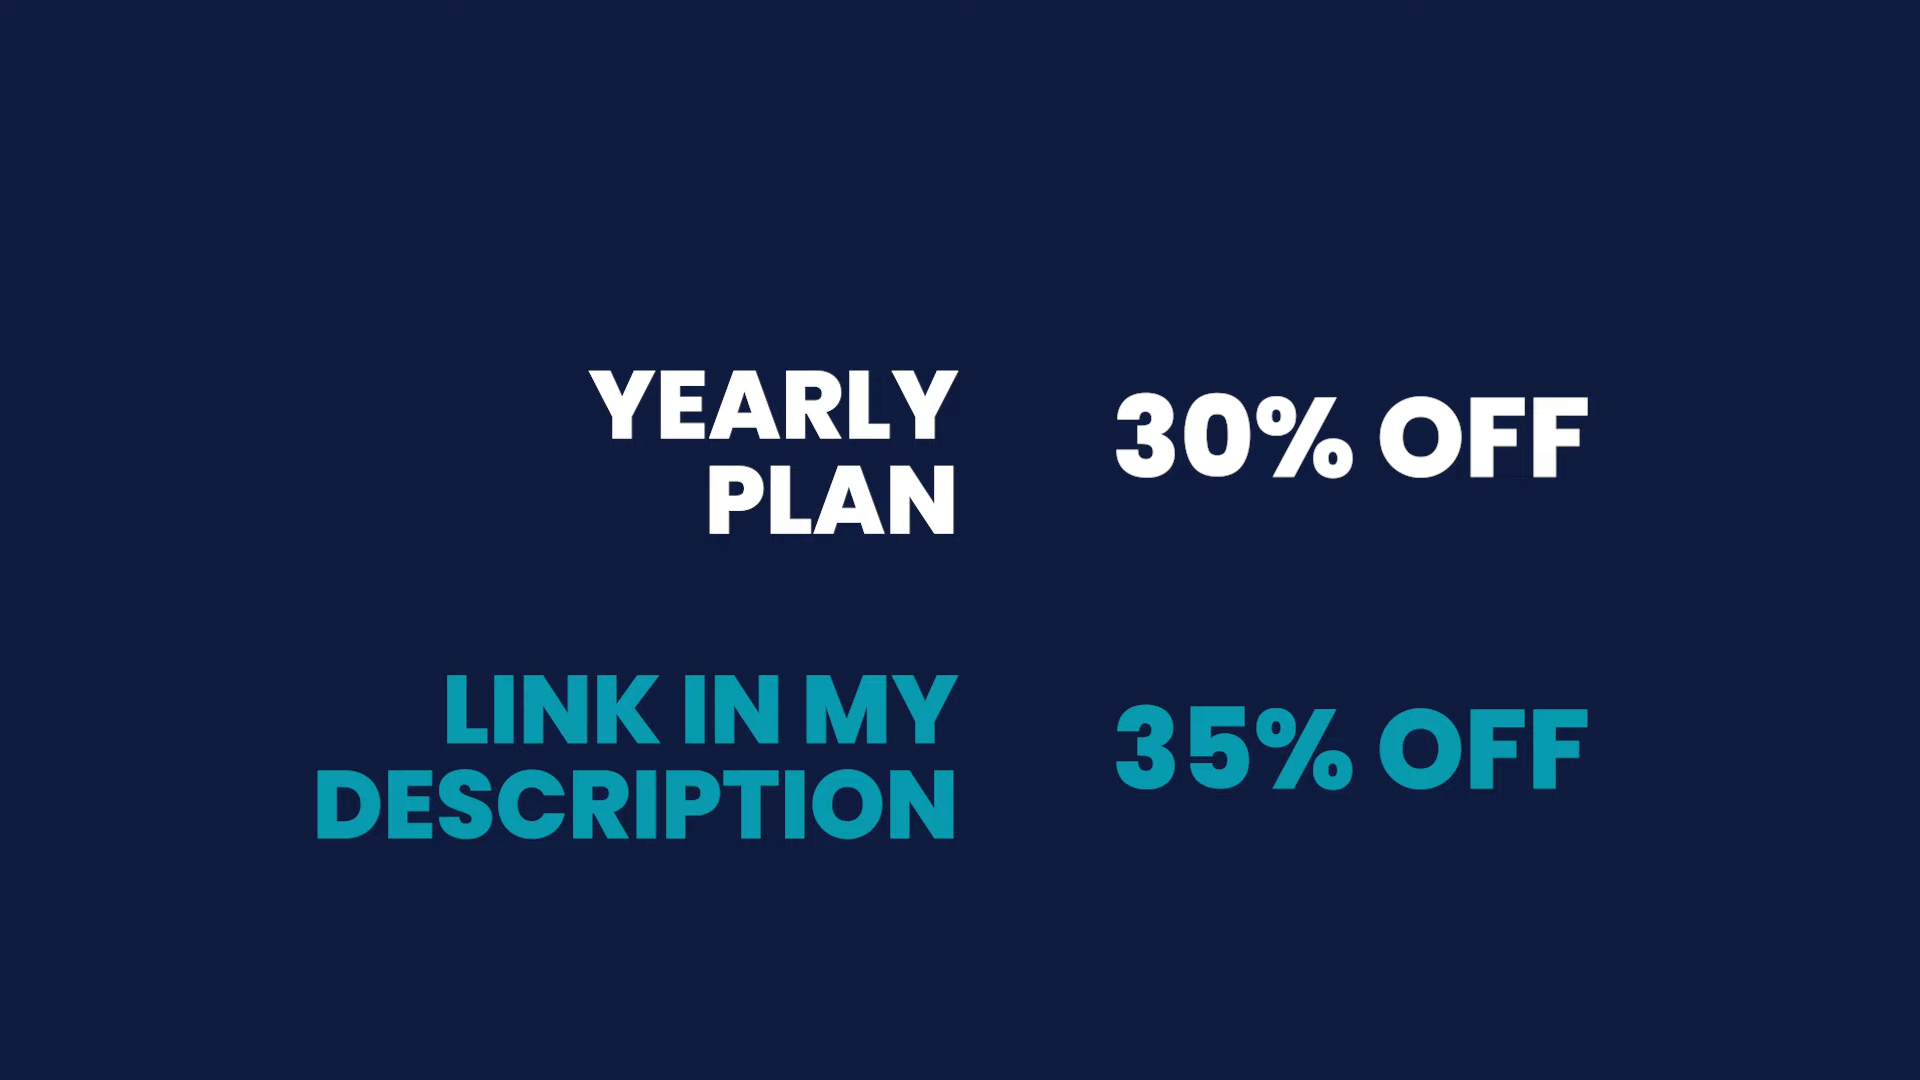 YEARLY
PLAN
30% OFF
LINK IN MY
DESCRIPTION
35% OFF